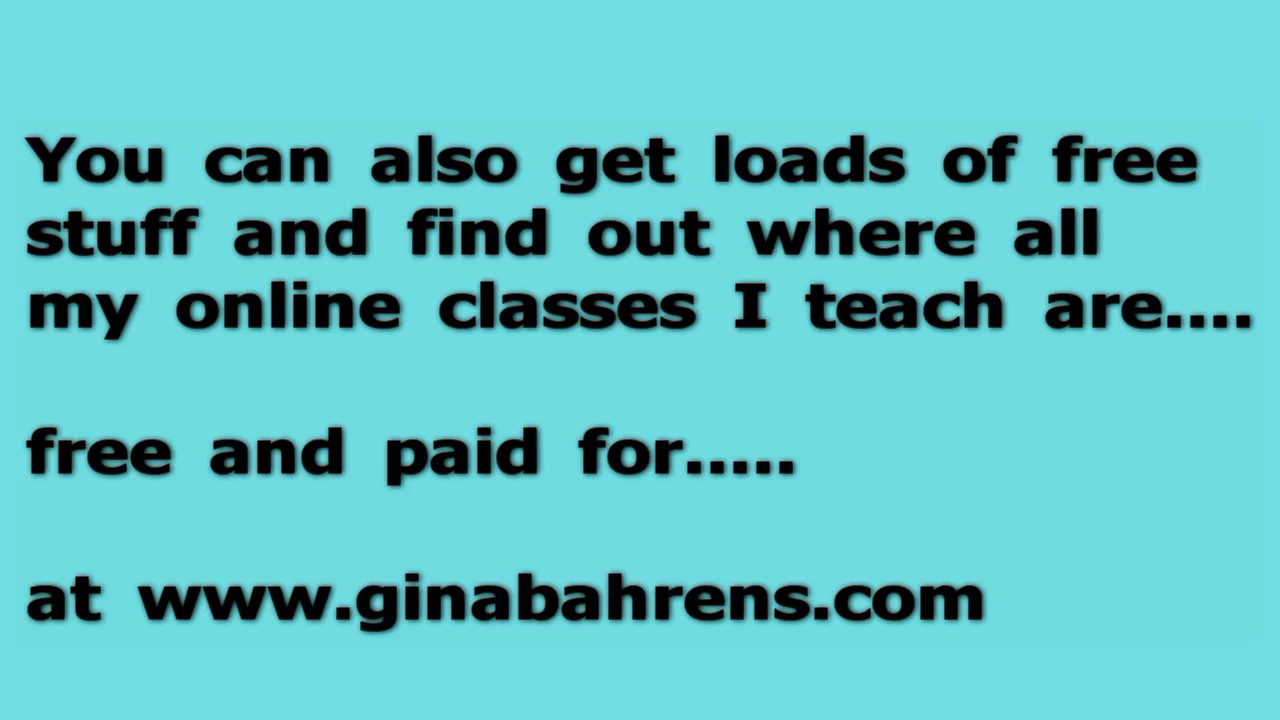 You can also get loads of free
stuff and find out where all
my online classes I teach are....
free and paid for.....
at www.ginabahrens.com